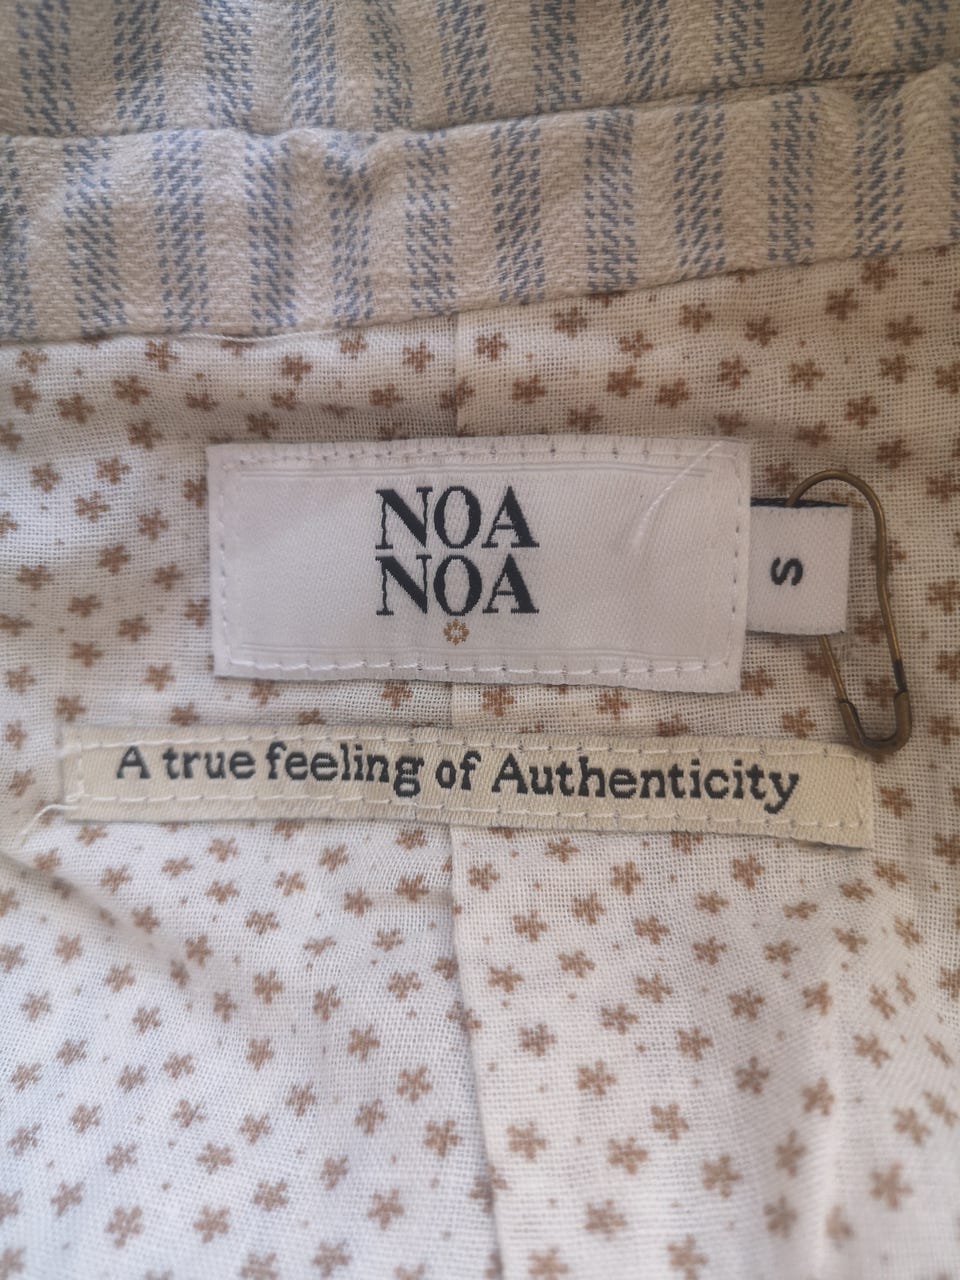 NOA
NOA
S
A true feeling of Authenticity